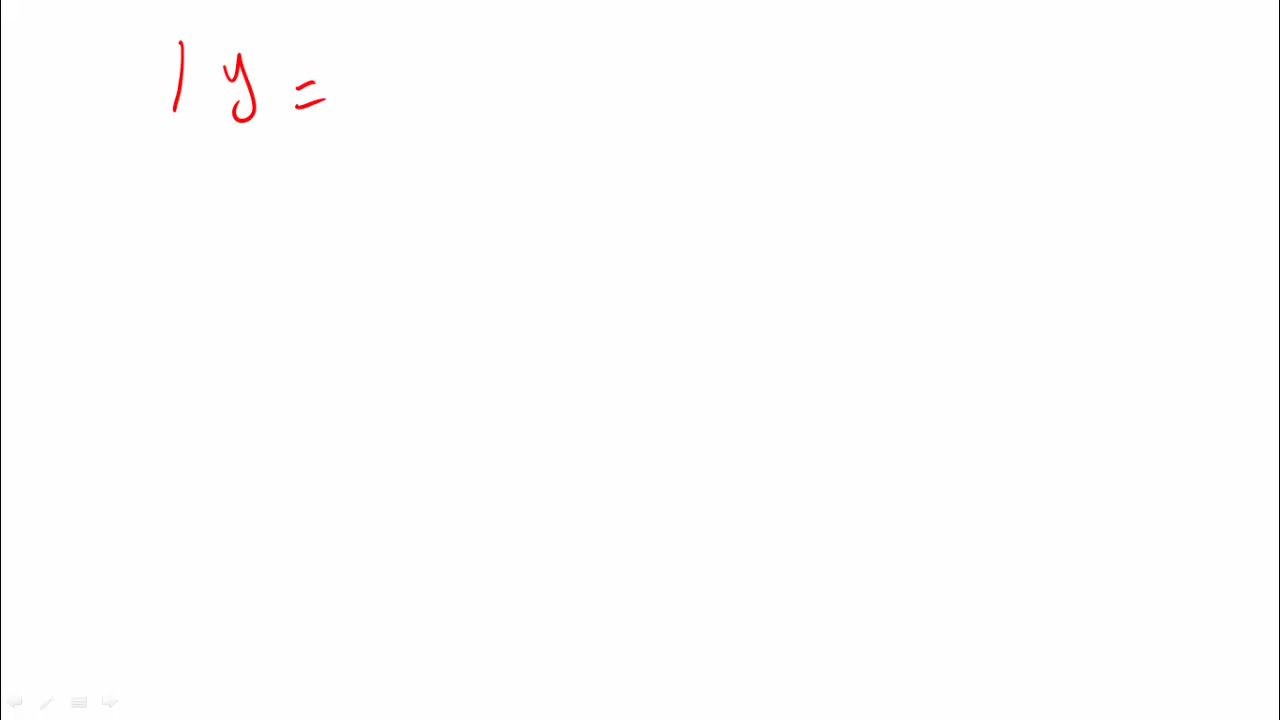 1 y =